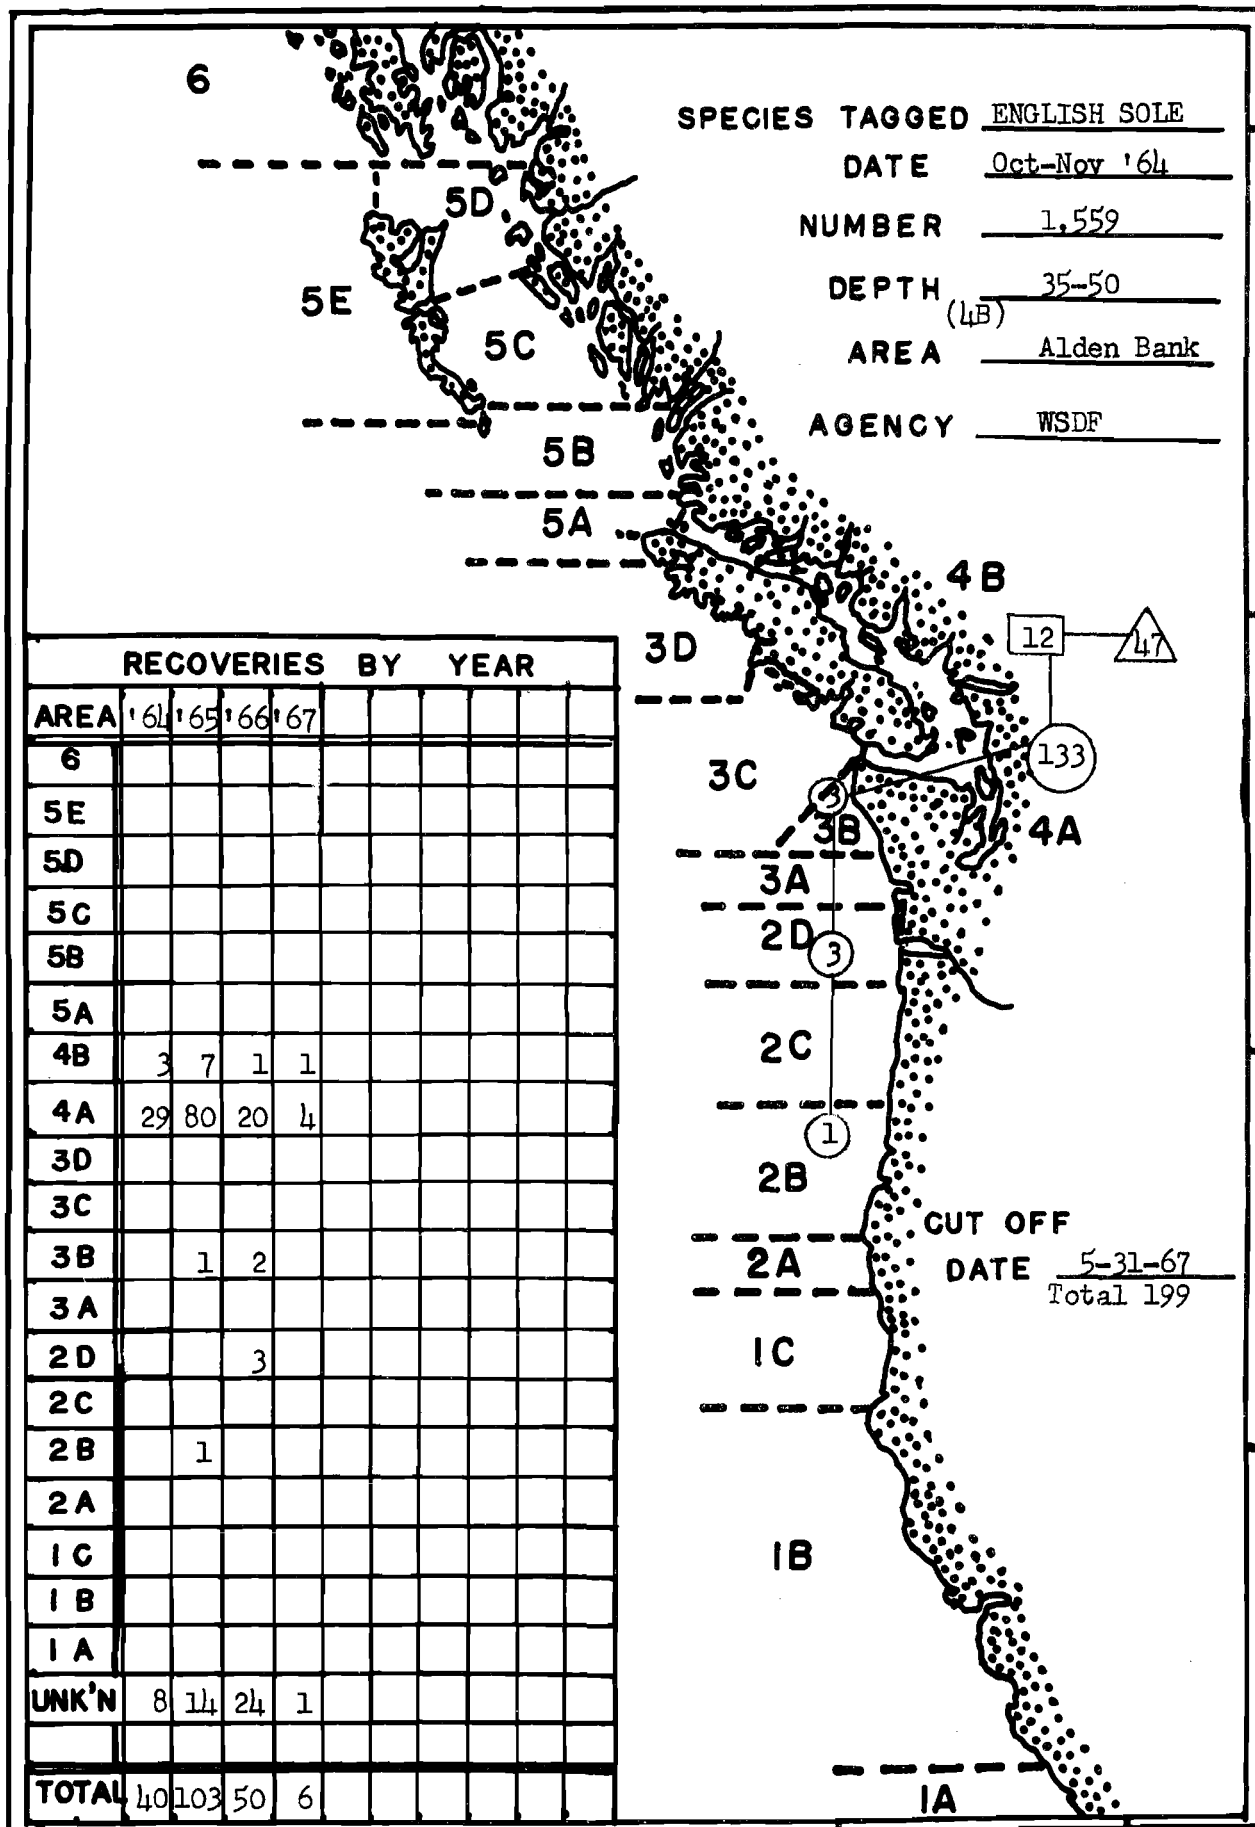 6
SPECIES TAGGED ENGLISH SOLE
DATE Oct-Nov '64
5D
NUMBER 1,559
5E
DEPTH 35-50
(4B)
5C
AREA Alden Bank
AGENCY WSDF
5B
5A
4B
3D
12 47
3C
133
3
3B
4A
3A
2D
3
2C
1
2B
CUT OFF
2A
DATE 5-31-67
Total 199
1C
1B
1A
RECOVERIES BY YEAR
AREA '64 '65 '66 '67
6
5E
5D
5C
5B
5A
4B 3 7 1 1
4A 29 80 20 4
3D
3C
3B 1 2
3A
2D 3
2C
2B 1
2A
1C
1B
1A
UNK'N 8 14 24 1
TOTAL 40 103 50 6